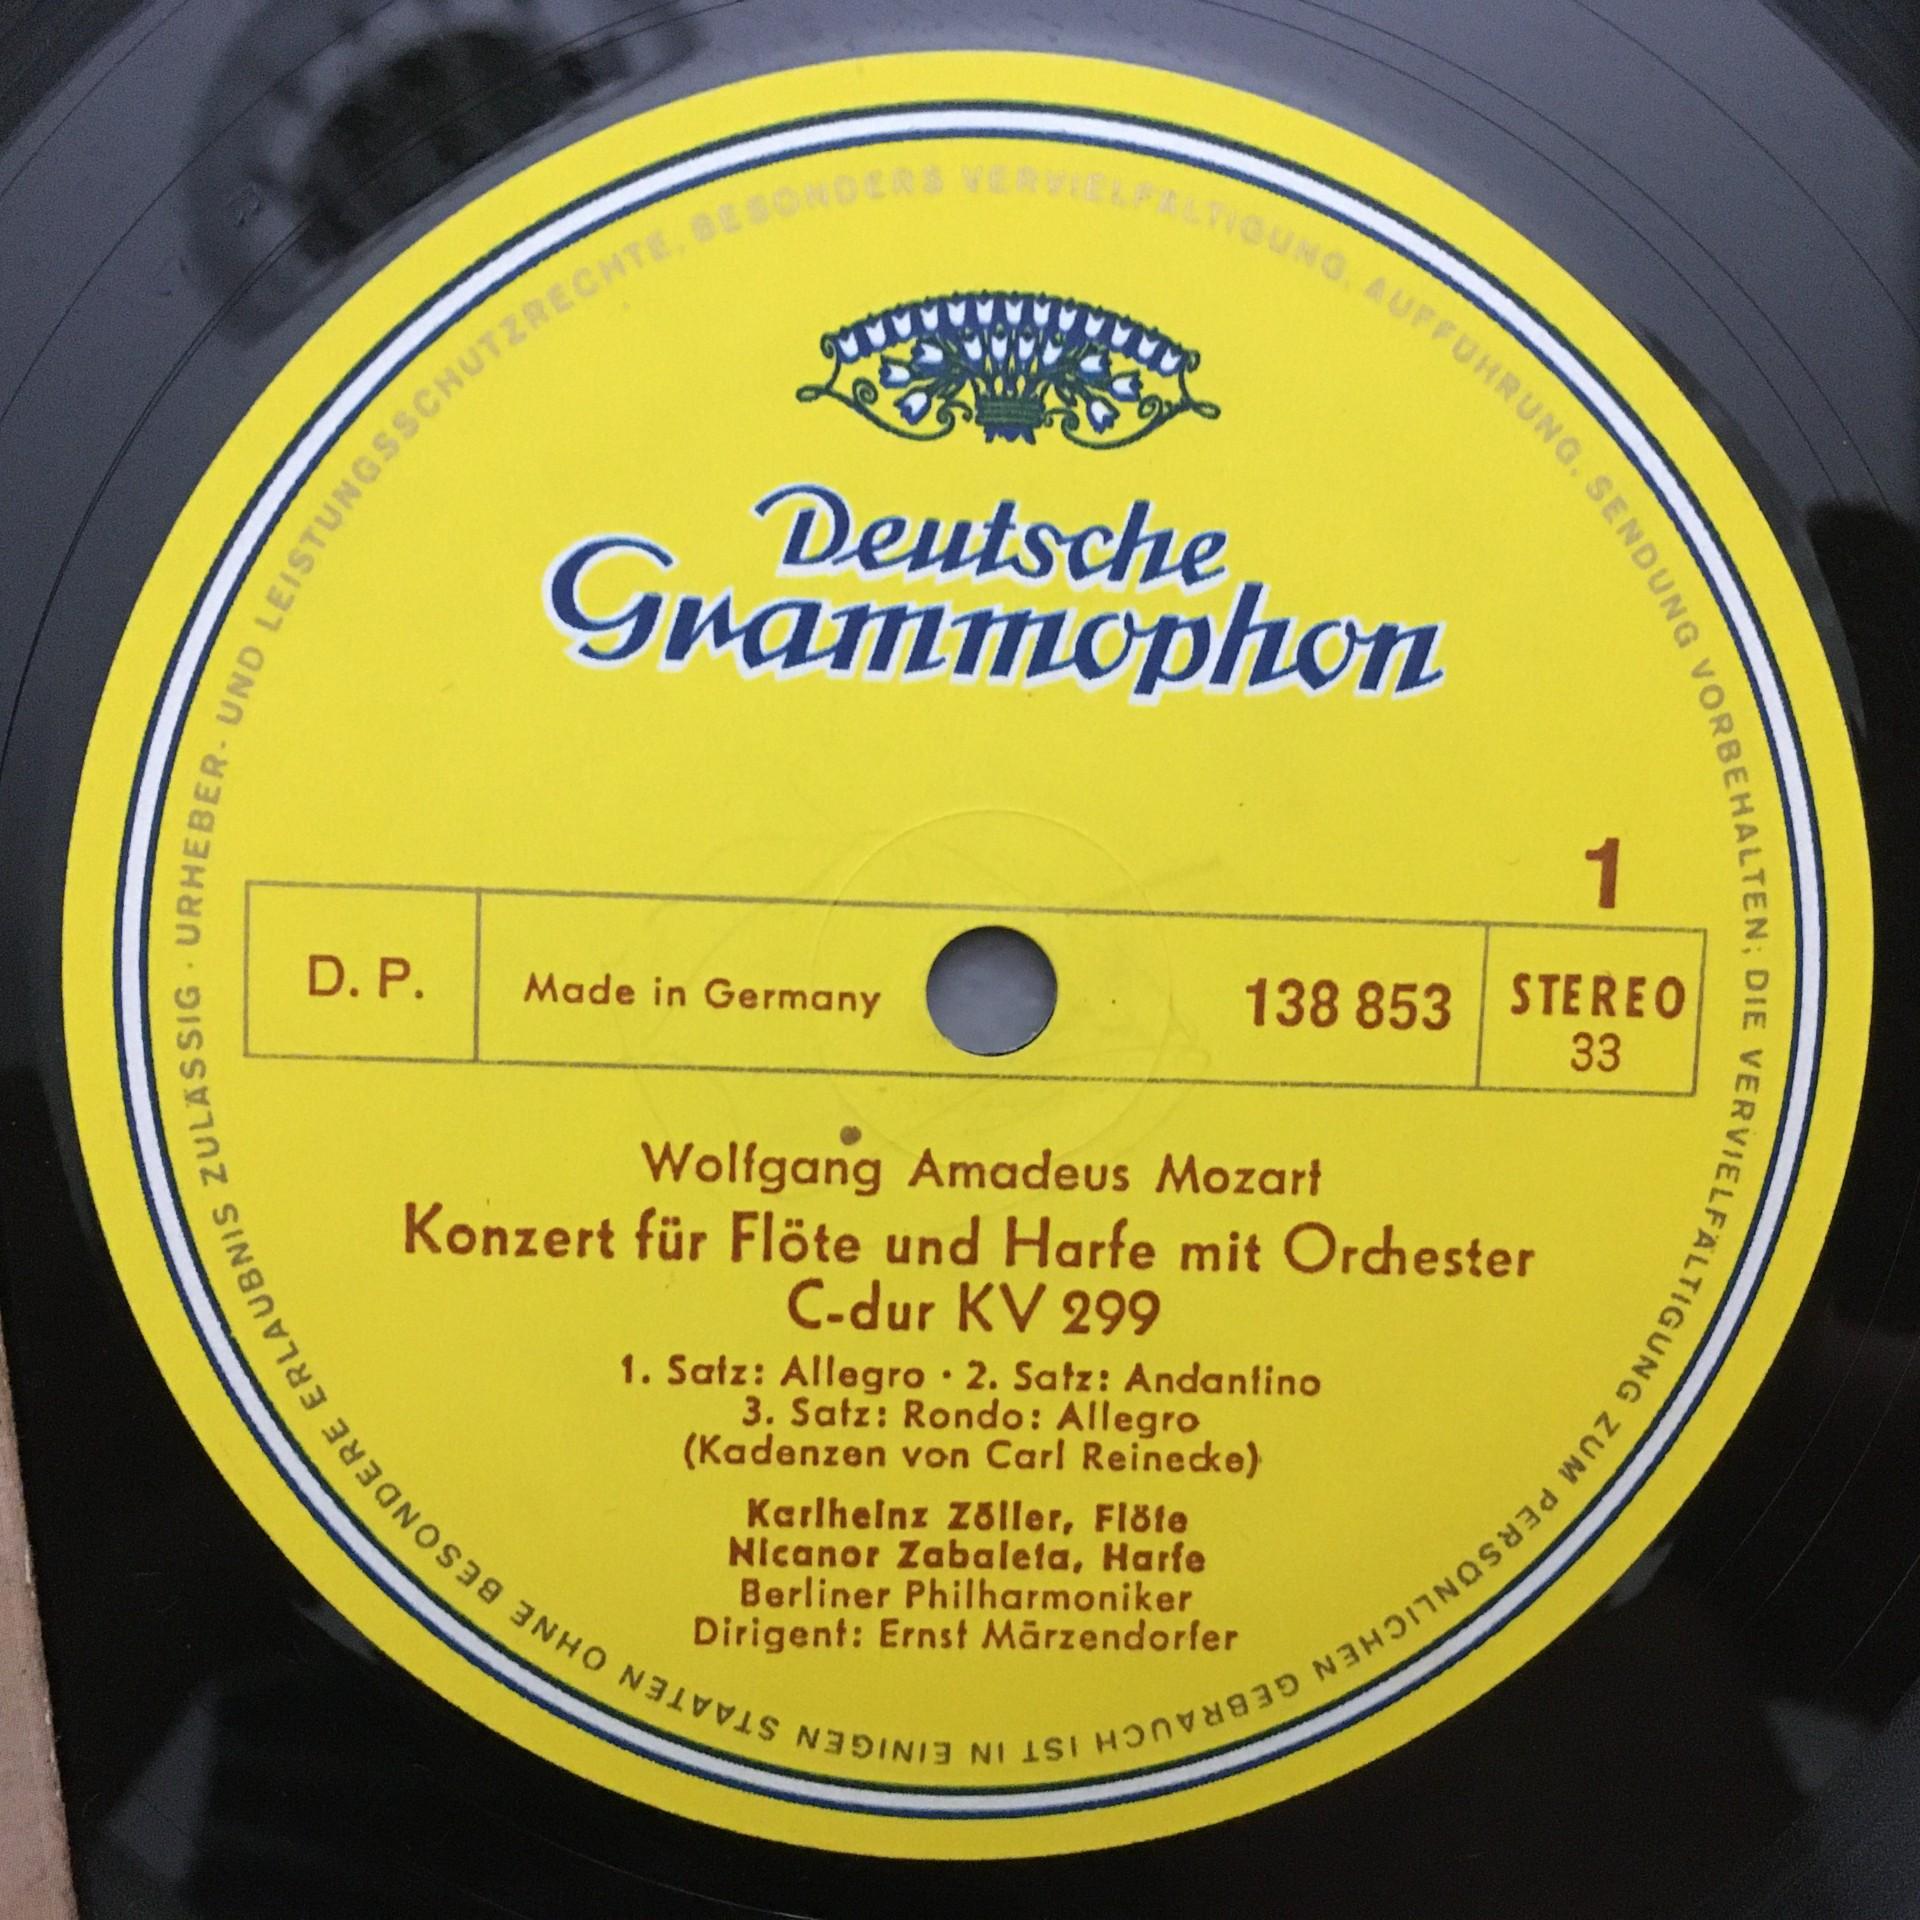 Deutsche
Grammophon
1
D. P.
Made in Germany
138 853
STEREO
33
Wolfgang Amadeus Mozart
Konzert für Flöte und Harfe mit Orchester
C-dur KV 299
1. Satz: Allegro · 2. Satz: Andantino
3. Satz: Rondo: Allegro
(Kadenzen von Carl Reinecke)
Karlheinz Zöller, Flöte
Nicanor Zabaleta, Harfe
Berliner Philharmoniker
Dirigent: Ernst Märzendorfer
URHEBER- UND LEISTUNGSSCHUTZRECHTE, BESONDERS VERVIELFÄLTIGUNG, AUFFÜHRUNG, SENDUNG VORBEHALTEN; DIE VERVIELFÄLTIGUNG ZUM PERSÖNLICHEN GEBRAUCH IST IN EINIGEN STAATEN OHNE BESONDERE ERLAUBNIS ZULÄSSIG ·